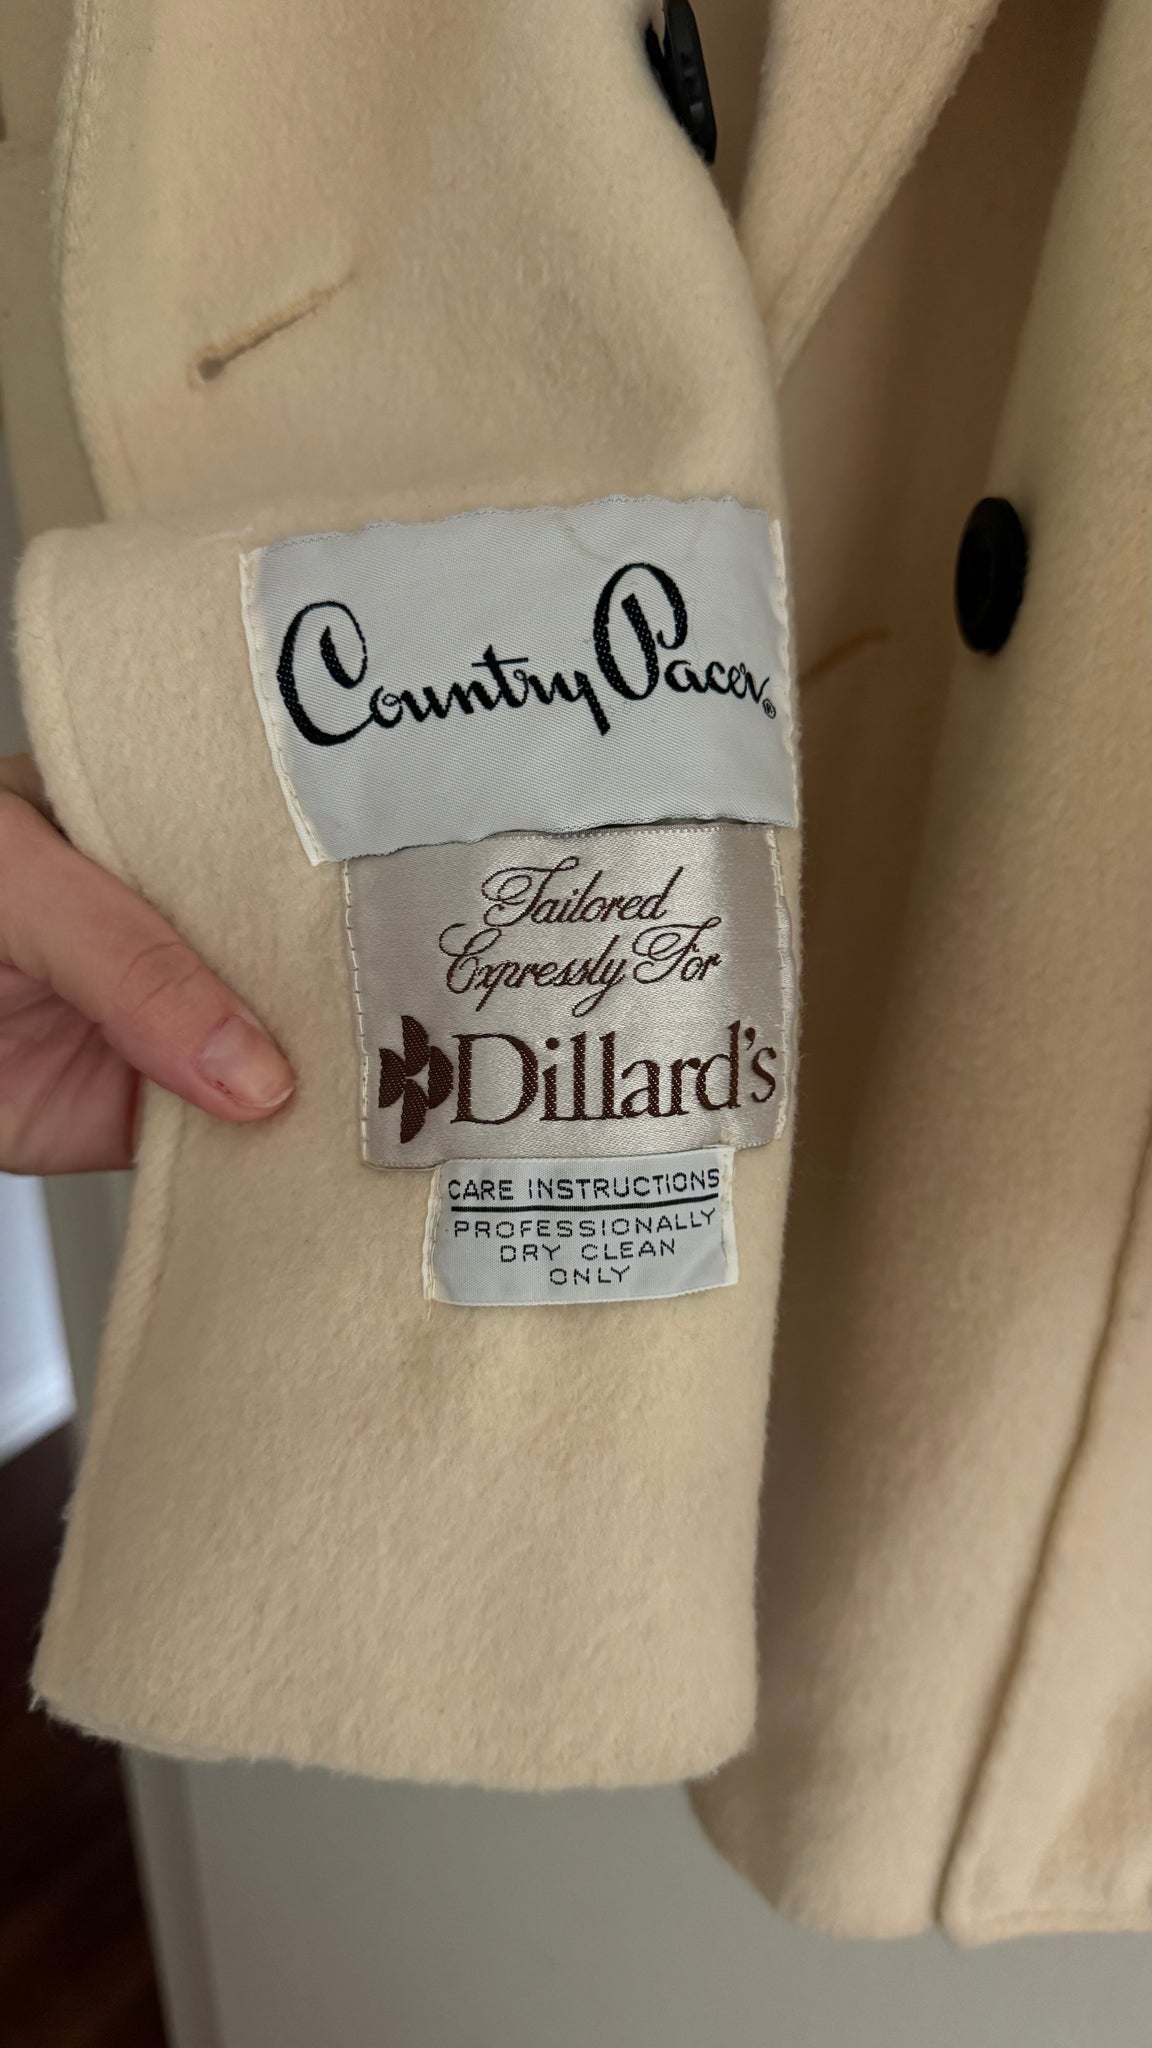 Country Pacer®
Tailored
Expressly For
Dillard's
CARE INSTRUCTIONS
PROFESSIONALLY
DRY CLEAN
ONLY